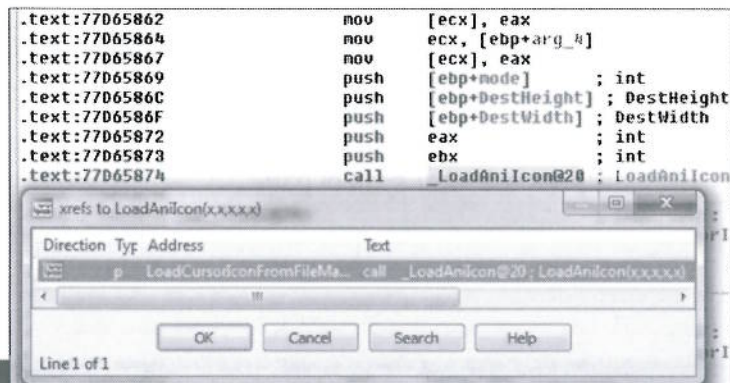 .text:77D65862 mov [ecx], eax
.text:77D65864 mov ecx, [ebp+arg_4]
.text:77D65867 mov [ecx], eax
.text:77D65869 push [ebp+mode] ; int
.text:77D6586C push [ebp+DestHeight] ; DestHeight
.text:77D6586F push [ebp+DestWidth] ; DestWidth
.text:77D65872 push eax ; int
.text:77D65873 push ebx ; int
.text:77D65874 call _LoadAniIcon@20 ; LoadAniIcon
xrefs to LoadAniIcon(x,x,x,x,x)
Direction Typ Address Text
p LoadCursorIconFromFileMa... call _LoadAniIcon@20 ; LoadAniIcon(x,x,x,x,x)
OK Cancel Search Help
Line 1 of 1